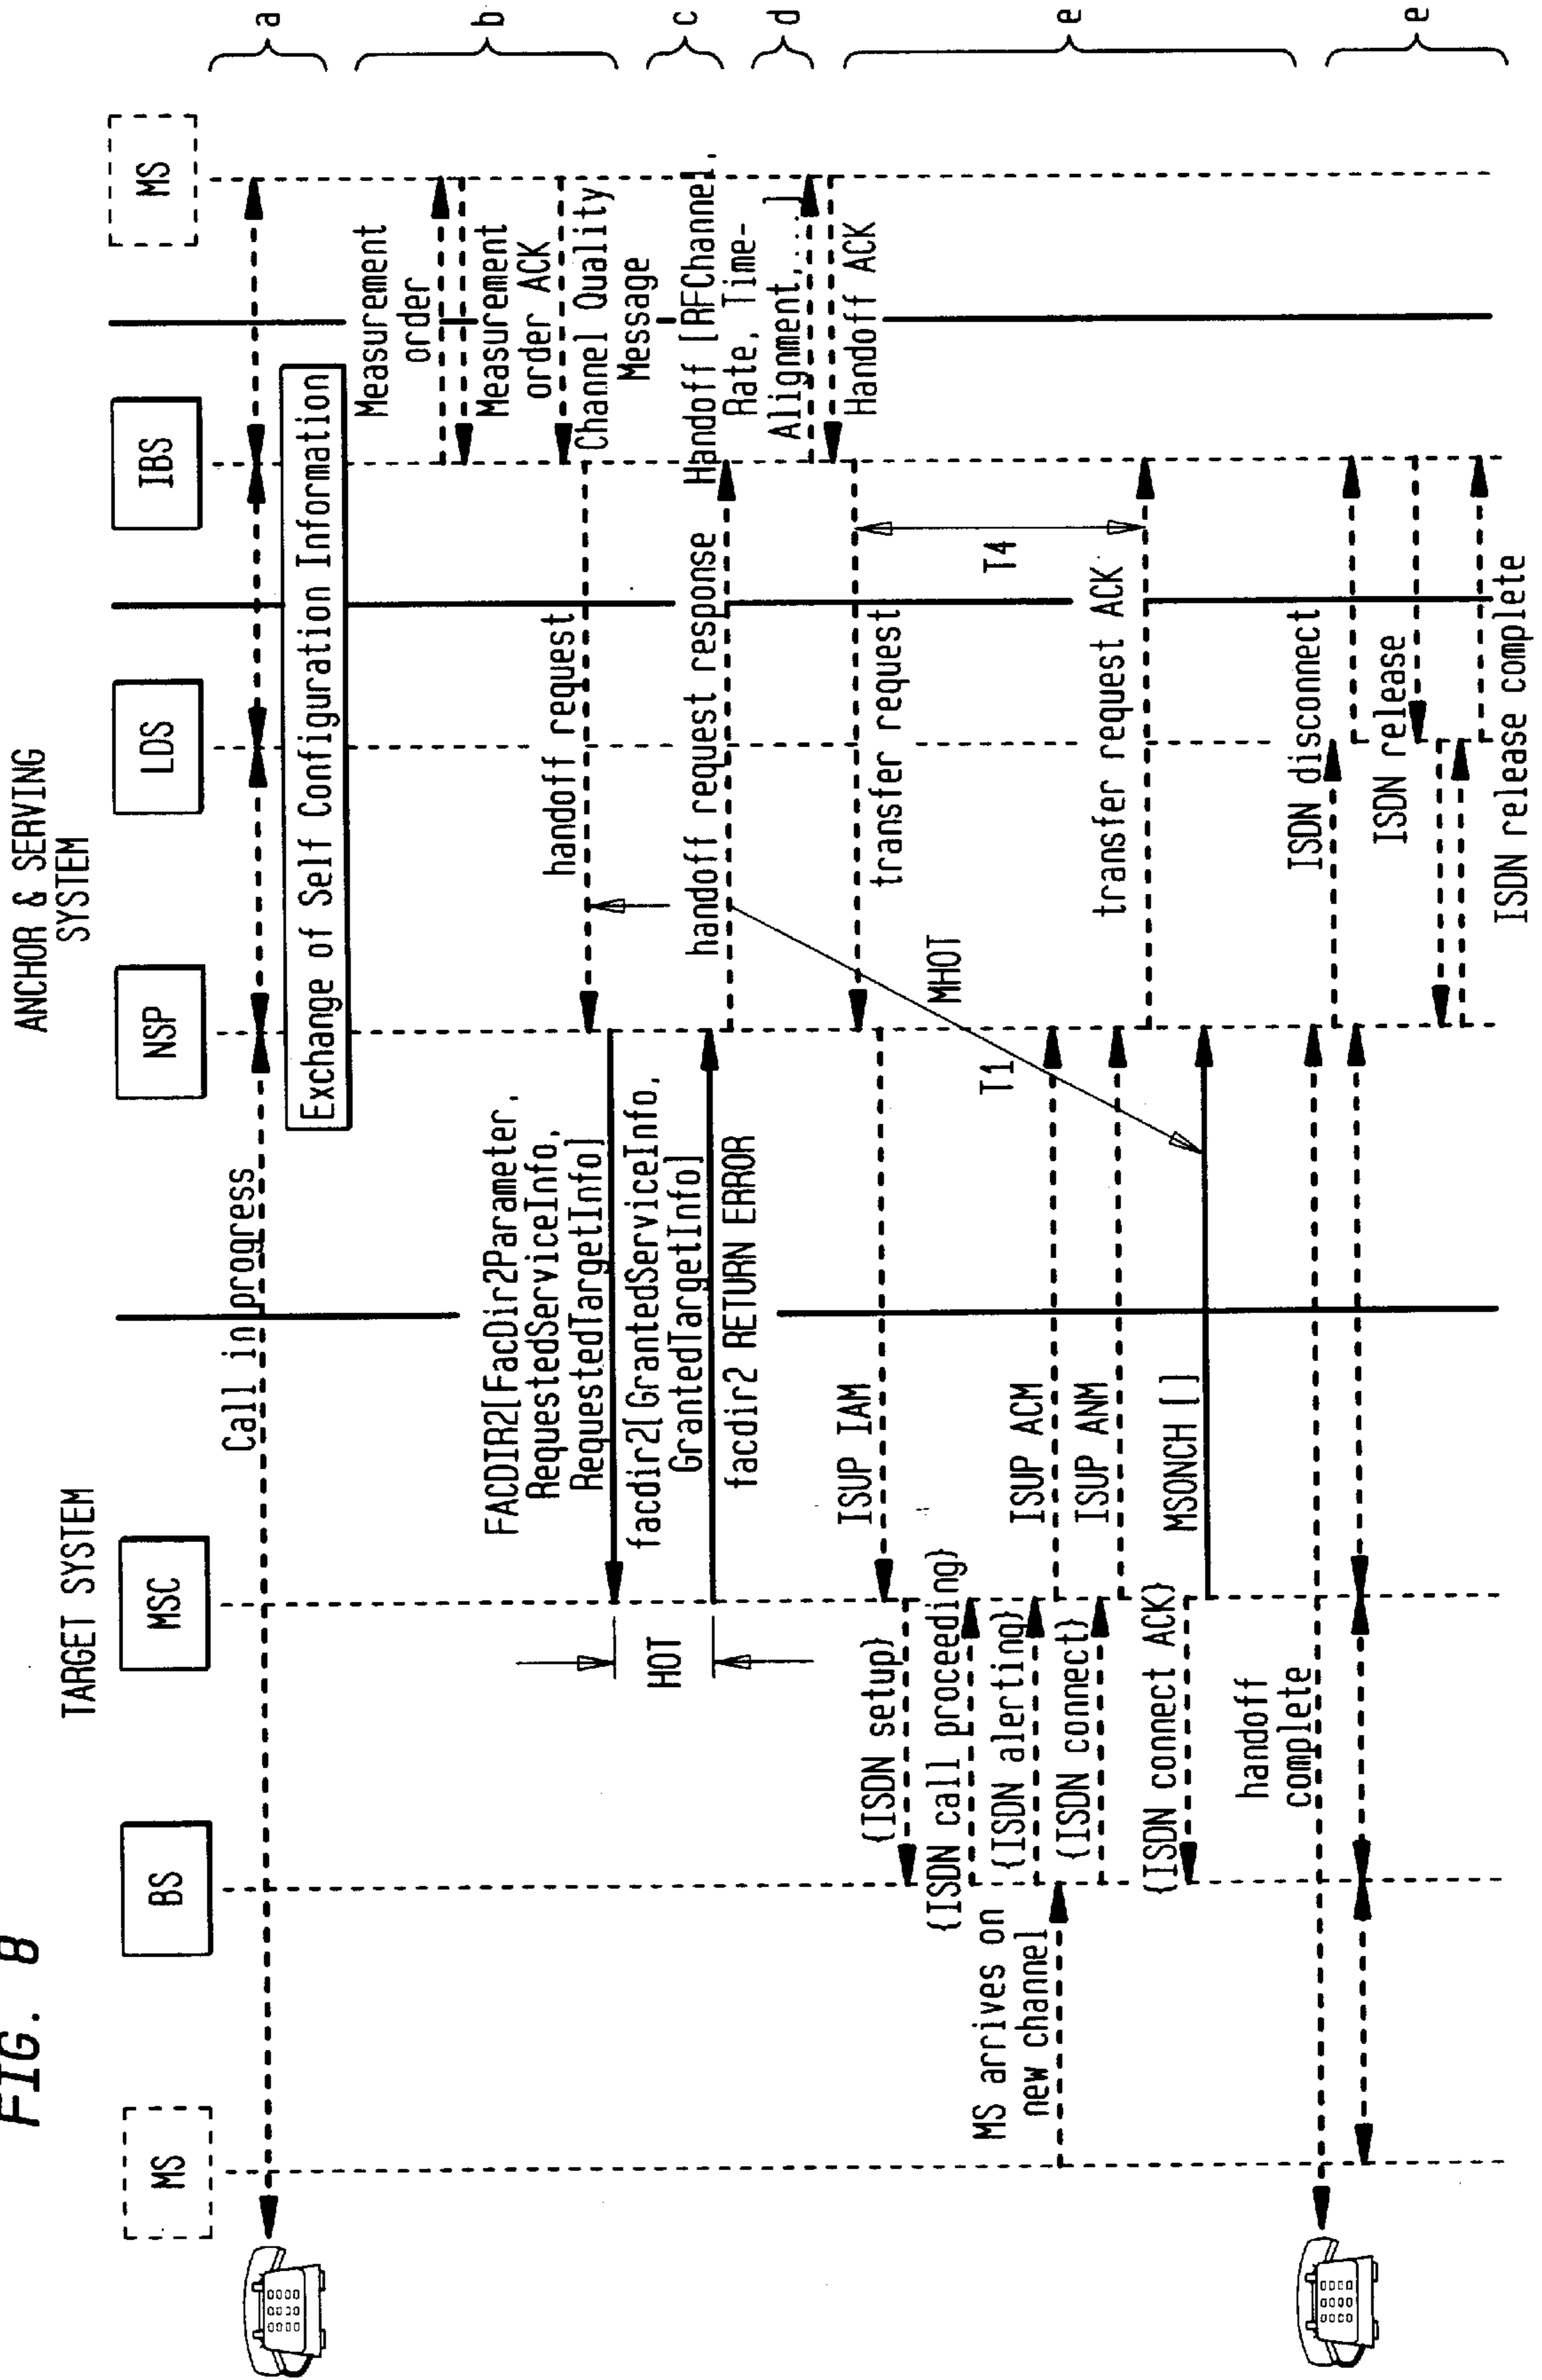 FIG. 8
TARGET SYSTEM
ANCHOR & SERVING
SYSTEM
MS
BS
MSC
NSP
LDS
IBS
MS
Call in progress
a
Exchange of Self Configuration Information
Measurement
order
Measurement
order ACK
Channel Quality
Message
b
handoff request
FACDIR2[FacDir2Parameter,
RequestedServiceInfo,
RequestedTargetInfo]
HOT
facdir2[GrantedServiceInfo,
GrantedTargetInfo]
facdir2 RETURN ERROR
handoff request response
c
Handoff [RFChannel,
Rate, Time-
Alignment,...]
Handoff ACK
d
transfer request
ISUP IAM
{ISDN setup}
{ISDN call proceeding}
{ISDN alerting}
MS arrives on
new channel
ISUP ACM
{ISDN connect}
ISUP ANM
T1
MHOT
T4
transfer request ACK
{ISDN connect ACK}
MSONCH []
e
handoff
complete
ISDN disconnect
ISDN release
ISDN release complete
e